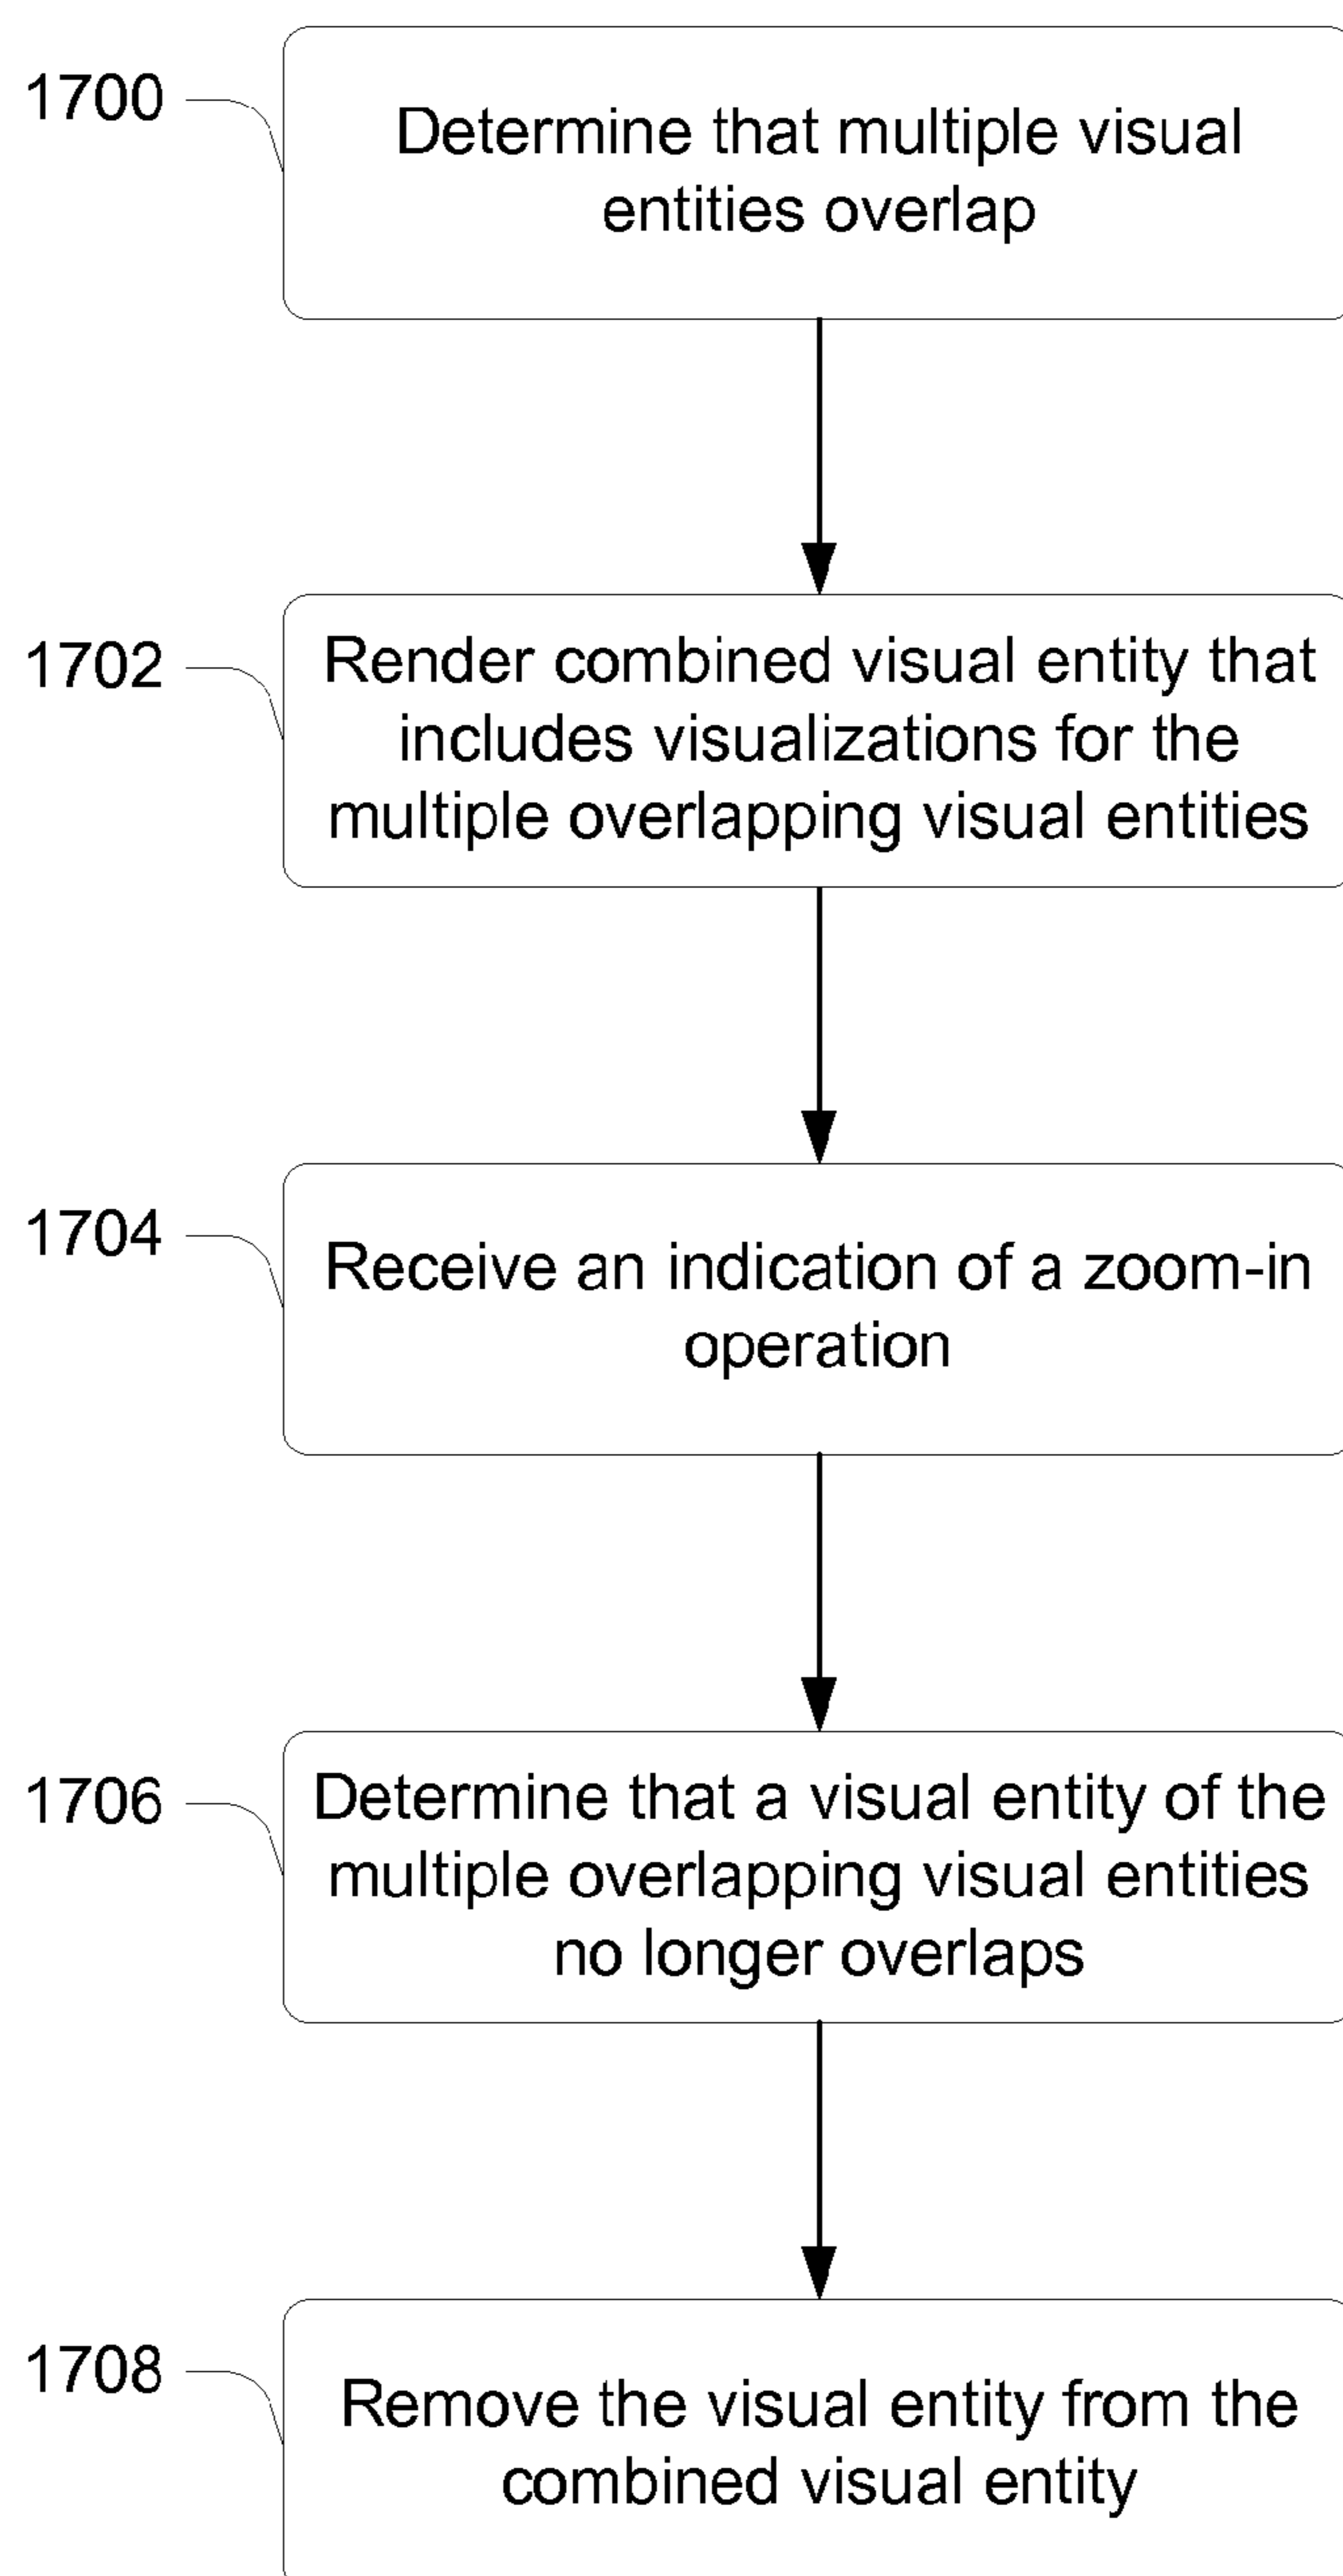 1700
Determine that multiple visual
entities overlap
1702
Render combined visual entity that
includes visualizations for the
multiple overlapping visual entities
1704
Receive an indication of a zoom-in
operation
1706
Determine that a visual entity of the
multiple overlapping visual entities
no longer overlaps
1708
Remove the visual entity from the
combined visual entity